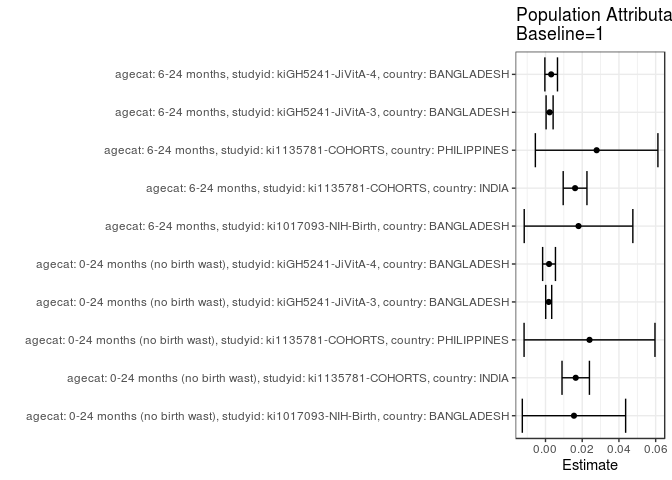 Population Attributa
Baseline=1
agecat: 6-24 months, studyid: kiGH5241-JiVitA-4, country: BANGLADESH
agecat: 6-24 months, studyid: kiGH5241-JiVitA-3, country: BANGLADESH
agecat: 6-24 months, studyid: ki1135781-COHORTS, country: PHILIPPINES
agecat: 6-24 months, studyid: ki1135781-COHORTS, country: INDIA
agecat: 6-24 months, studyid: ki1017093-NIH-Birth, country: BANGLADESH
agecat: 0-24 months (no birth wast), studyid: kiGH5241-JiVitA-4, country: BANGLADESH
agecat: 0-24 months (no birth wast), studyid: kiGH5241-JiVitA-3, country: BANGLADESH
agecat: 0-24 months (no birth wast), studyid: ki1135781-COHORTS, country: PHILIPPINES
agecat: 0-24 months (no birth wast), studyid: ki1135781-COHORTS, country: INDIA
agecat: 0-24 months (no birth wast), studyid: ki1017093-NIH-Birth, country: BANGLADESH
0.00 0.02 0.04 0.06
Estimate